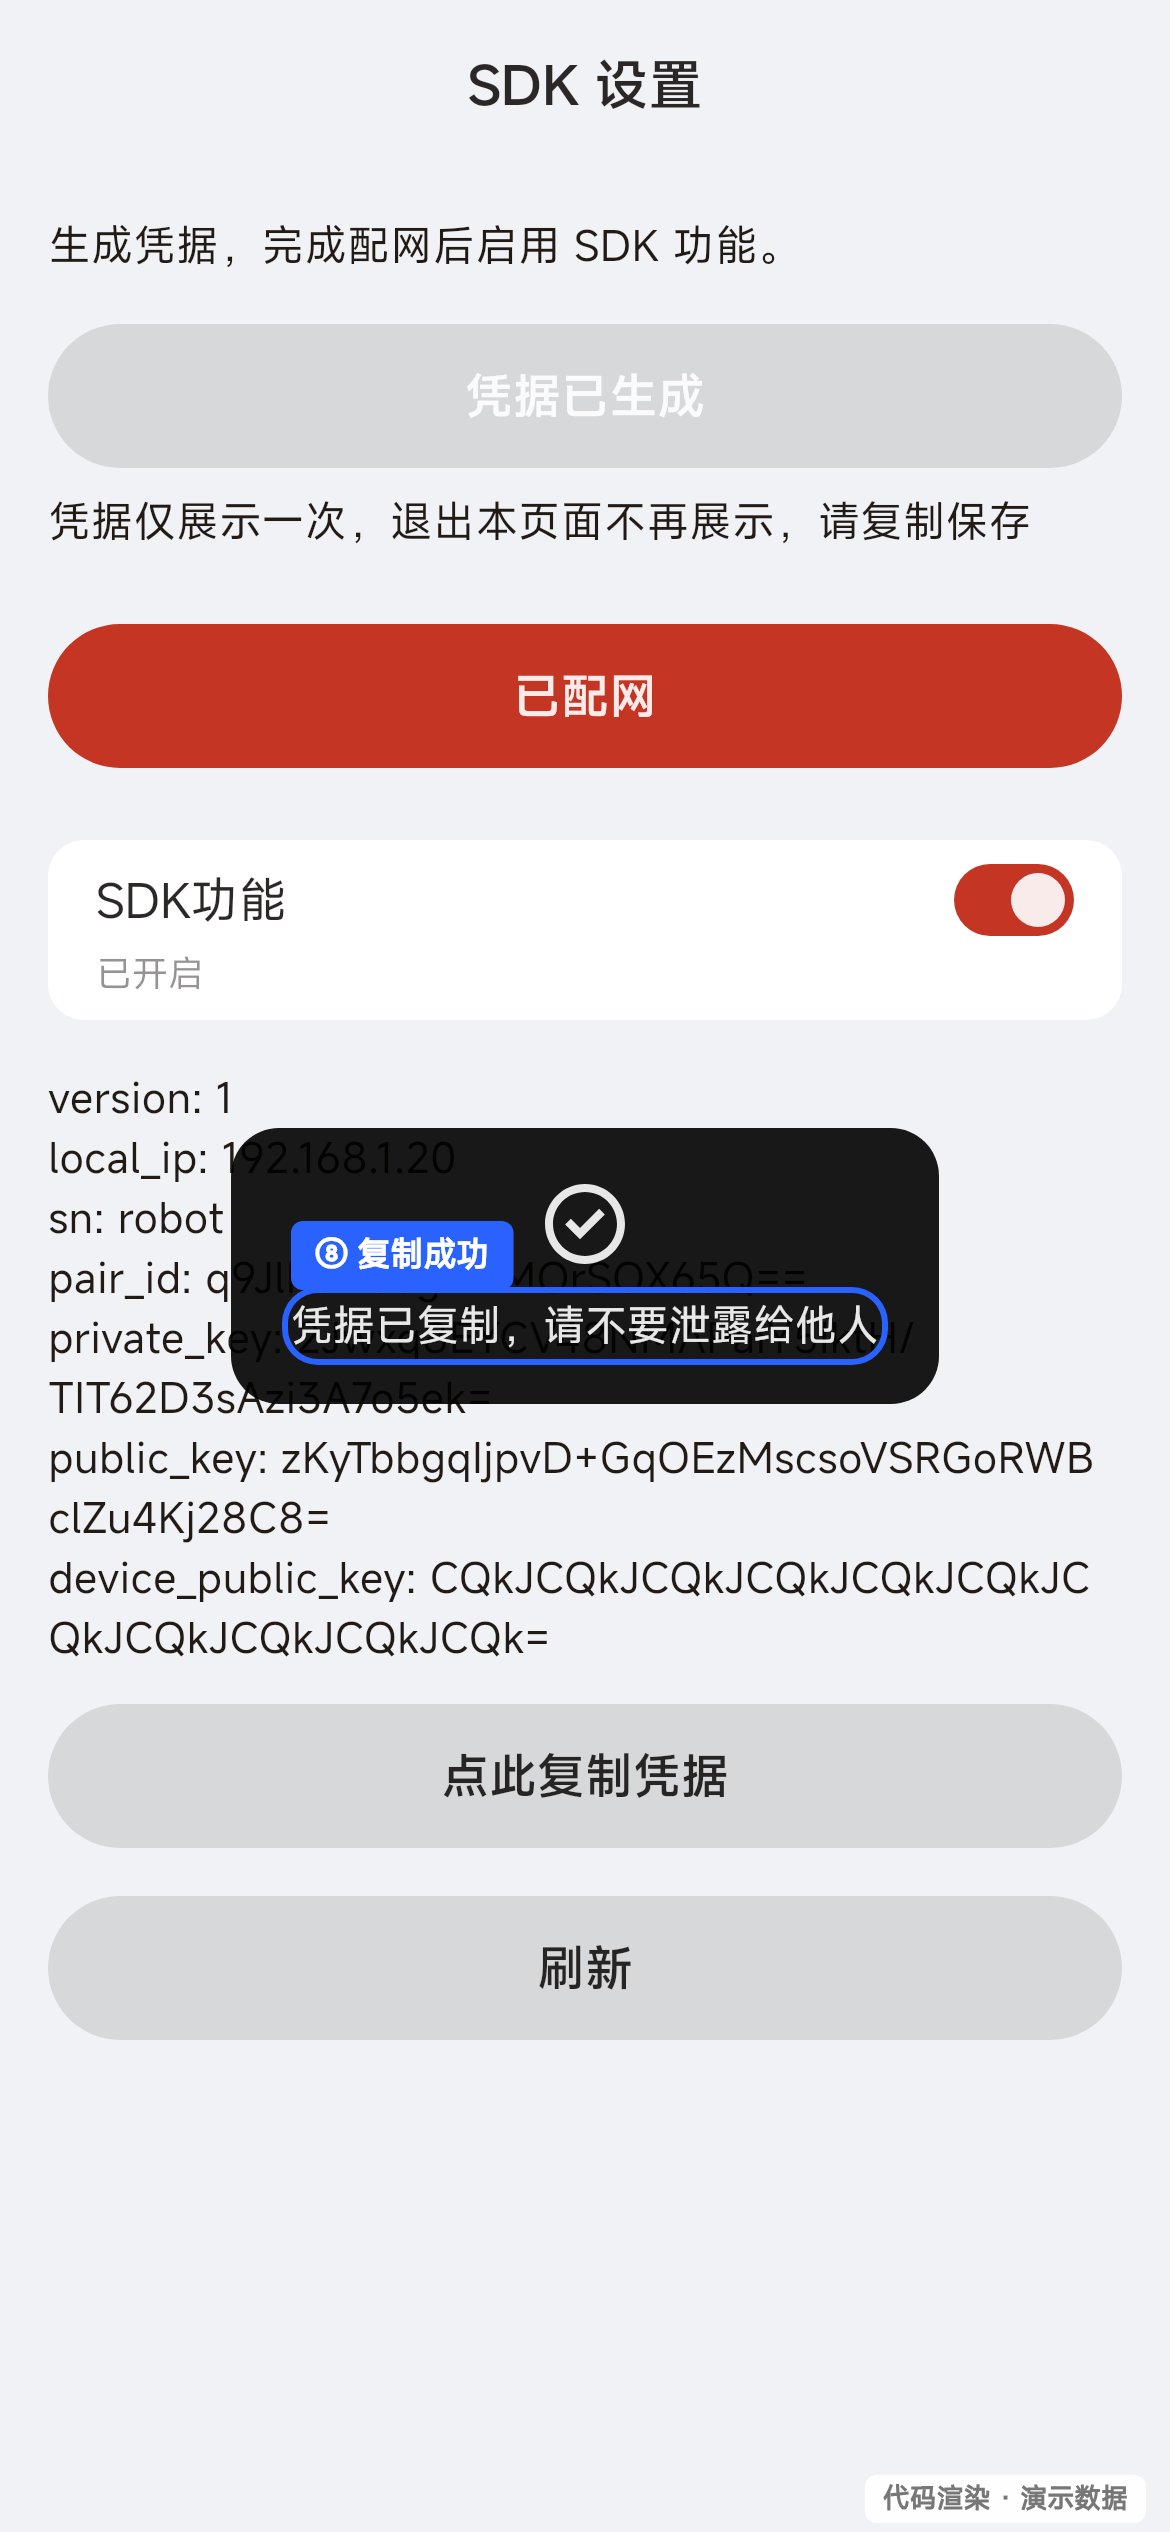 SDK 设置
生成凭据，完成配网后启用 SDK 功能。
凭据已生成
凭据仅展示一次，退出本页面不再展示，请复制保存
已配网
SDK功能
已开启
version: 1
local_ip: 192.168.1.20
sn: robot
⑧ 复制成功
pair_id:
凭据已复制，请不要泄露给他人
private_key:
TIT62D3sAzi3A7o5ek=
public_key: zKyTbbgqIjpvD+GqOEzMscsoVSRGoRWB
clZu4Kj28C8=
device_public_key: CQkJCQkJCQkJCQkJCQkJCQkJC
QkJCQkJCQkJCQkJCQk=
点此复制凭据
刷新
代码渲染 · 演示数据